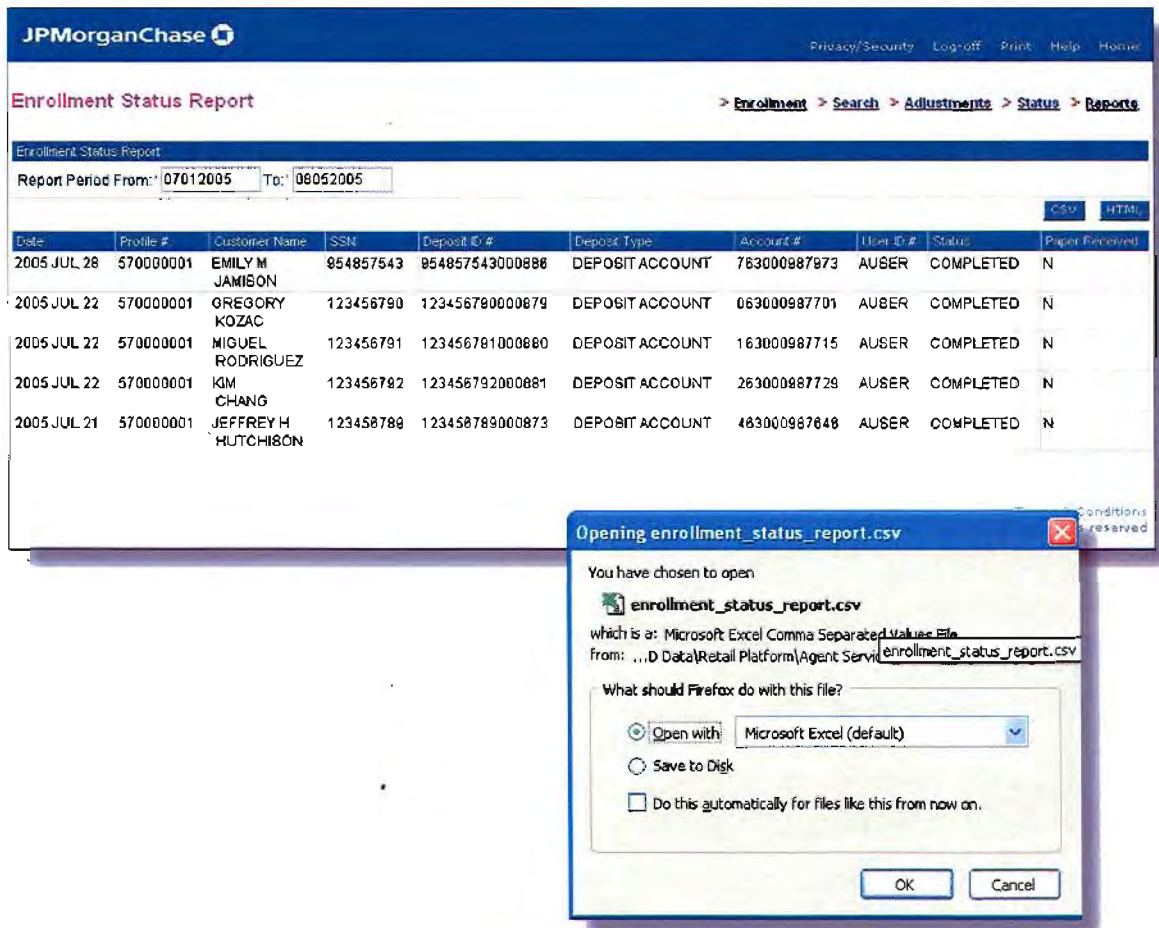 JPMorganChase
Privacy/Security Log-off Print Help Home
Enrollment Status Report
> Enrollment > Search > Adjustments > Status > Reports
Enrollment Status Report
Report Period From:* 07012005 To:* 08052005
CSV HTML
Date Profile # Customer Name SSN Deposit ID # Deposit Type Account # User ID # Status Paper Received
2005 JUL 28 570000001 EMILY M JAMISON 954857543 954857543000886 DEPOSIT ACCOUNT 763000987973 AUSER COMPLETED N
2005 JUL 22 570000001 GREGORY KOZAC 123456790 123456790000879 DEPOSIT ACCOUNT 063000987701 AUSER COMPLETED N
2005 JUL 22 570000001 MIGUEL RODRIGUEZ 123456791 123456791000880 DEPOSIT ACCOUNT 163000987715 AUSER COMPLETED N
2005 JUL 22 570000001 KIM CHANG 123456792 123456792000881 DEPOSIT ACCOUNT 263000987729 AUSER COMPLETED N
2005 JUL 21 570000001 JEFFREY H HUTCHISON 123456789 123456789000873 DEPOSIT ACCOUNT 463000987646 AUSER COMPLETED N
Conditions
reserved
Opening enrollment_status_report.csv
You have chosen to open
enrollment_status_report.csv
which is a: Microsoft Excel Comma Separated Values File
from: ...D Data\Retail Platform\Agent Servic
enrollment_status_report.csv
What should Firefox do with this file?
Open with Microsoft Excel (default)
Save to Disk
Do this automatically for files like this from now on.
OK Cancel